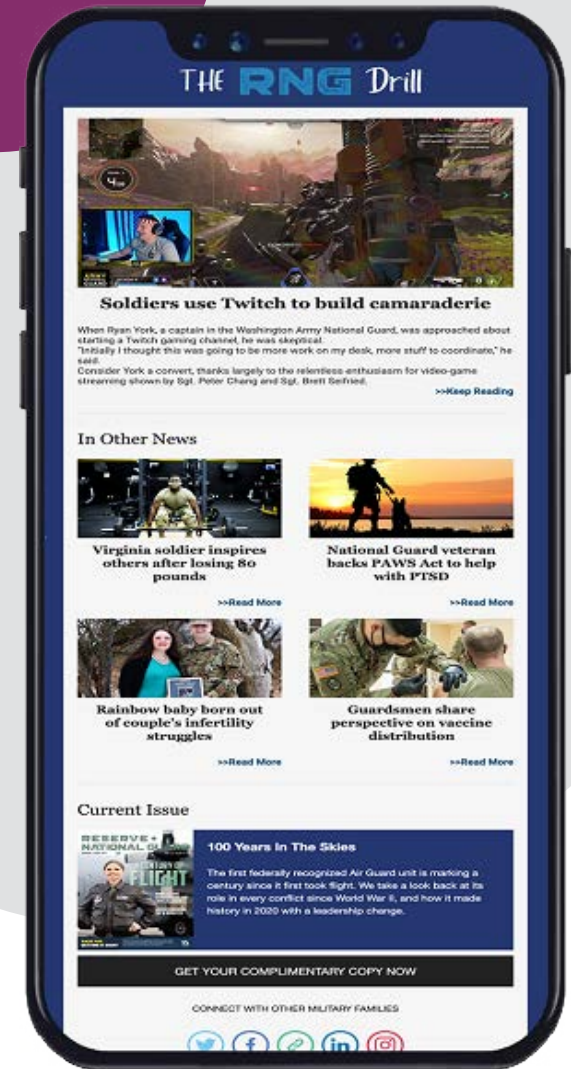 THE RNG Drill
Soldiers use Twitch to build camaraderie
When Ryan York, a captain in the Washington Army National Guard, was approached about
starting a Twitch gaming channel, he was skeptical.
"Initially I thought this was going to be more work on my desk, more stuff to coordinate," he
said.
Consider York a convert, thanks largely to the relentless enthusiasm for video-game
streaming shown by Sgt. Peter Chang and Sgt. Brett Seifried.
>>Keep Reading
In Other News
Virginia soldier inspires
others after losing 80
pounds
>>Read More
National Guard veteran
backs PAWS Act to help
with PTSD
>>Read More
Rainbow baby born out
of couple's infertility
struggles
>>Read More
Guardsmen share
perspective on vaccine
distribution
>>Read More
Current Issue
RESERVE +
NATIONAL
CENTURY OF
FLIGHT
100 Years In The Skies
The first federally recognized Air Guard unit is marking a
century since it first took flight. We take a look back at its
role in every conflict since World War II, and how it made
history in 2020 with a leadership change.
GET YOUR COMPLIMENTARY COPY NOW
CONNECT WITH OTHER MILITARY FAMILIES